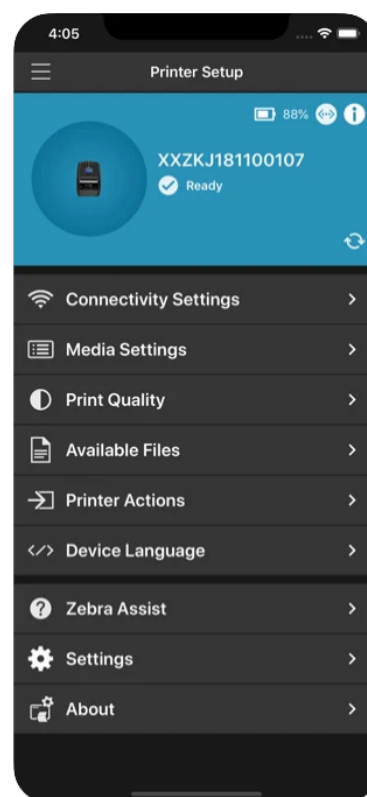 4:05
Printer Setup
88%
XXZKJ181100107
Ready
Connectivity Settings
Media Settings
Print Quality
Available Files
Printer Actions
Device Language
Zebra Assist
Settings
About